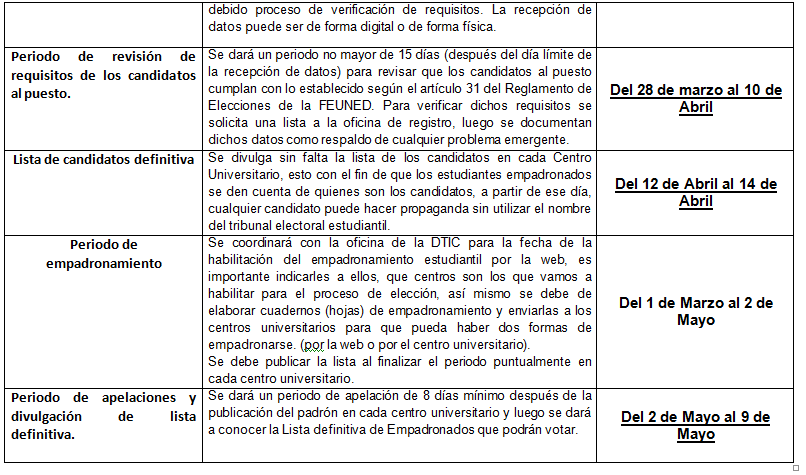 debido proceso de verificación de requisitos. La recepción de
datos puede ser de forma digital o de forma física.
Periodo de revisión de
requisitos de los candidatos
al puesto.
Se dará un periodo no mayor de 15 días (después del día límite de
la recepción de datos) para revisar que los candidatos al puesto
cumplan con lo establecido según el artículo 31 del Reglamento de
Elecciones de la FEUNED. Para verificar dichos requisitos se
solicita una lista a la oficina de registro, luego se documentan
dichos datos como respaldo de cualquier problema emergente.
Del 28 de marzo al 10 de
Abril
Lista de candidatos definitiva
Se divulga sin falta la lista de los candidatos en cada Centro
Universitario, esto con el fin de que los estudiantes empadronados
se den cuenta de quienes son los candidatos, a partir de ese día,
cualquier candidato puede hacer propaganda sin utilizar el nombre
del tribunal electoral estudiantil.
Del 12 de Abril al 14 de
Abril
Periodo de
empadronamiento
Se coordinará con la oficina de la DTIC para la fecha de la
habilitación del empadronamiento estudiantil por la web, es
importante indicarles a ellos, que centros son los que vamos a
habilitar para el proceso de elección, así mismo se debe de
elaborar cuadernos (hojas) de empadronamiento y enviarlas a los
centros universitarios para que pueda haber dos formas de
empadronarse. (por la web o por el centro universitario).
Se debe publicar la lista al finalizar el periodo puntualmente en
cada centro universitario.
Del 1 de Marzo al 2 de
Mayo
Periodo de apelaciones y
divulgación de lista
definitiva.
Se dará un periodo de apelación de 8 días mínimo después de la
publicación del padrón en cada centro universitario y luego se dará
a conocer la Lista definitiva de Empadronados que podrán votar.
Del 2 de Mayo al 9 de
Mayo